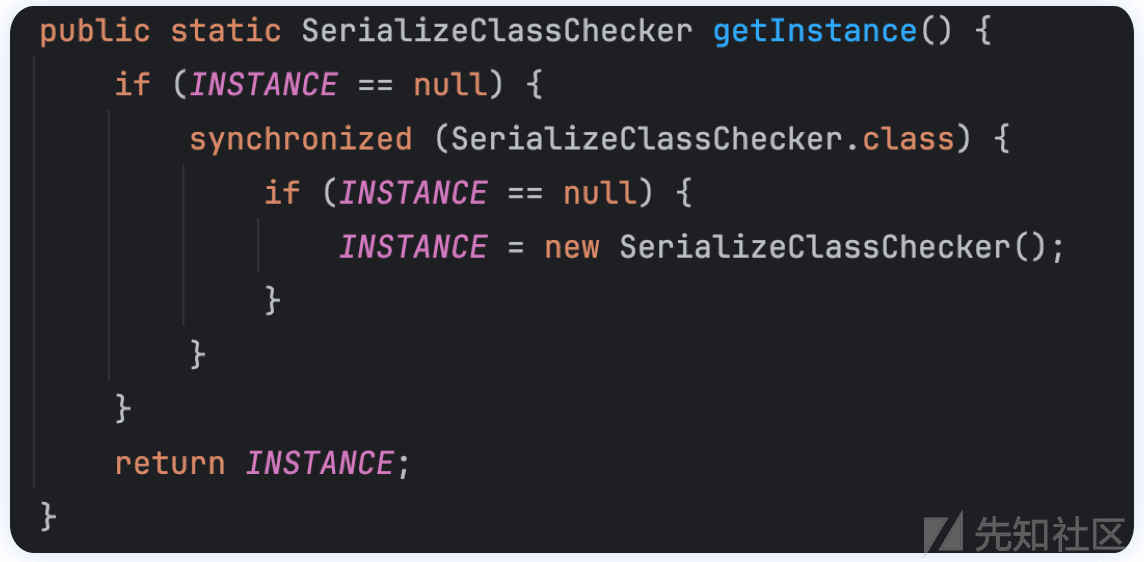 public static SerializeClassChecker getInstance() {
    if (INSTANCE == null) {
        synchronized (SerializeClassChecker.class) {
            if (INSTANCE == null) {
                INSTANCE = new SerializeClassChecker();
            }
        }
    }
    return INSTANCE;
}
先知社区